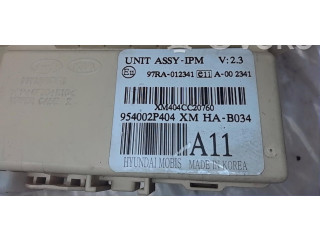 UNIT ASSY-IPM V: 2.3
97RA-012341 C11 A-00 2341
XM404CC20760
954002P404 XM HA-B034
A11
HYUNDAI MOBIS MADE IN KOREA